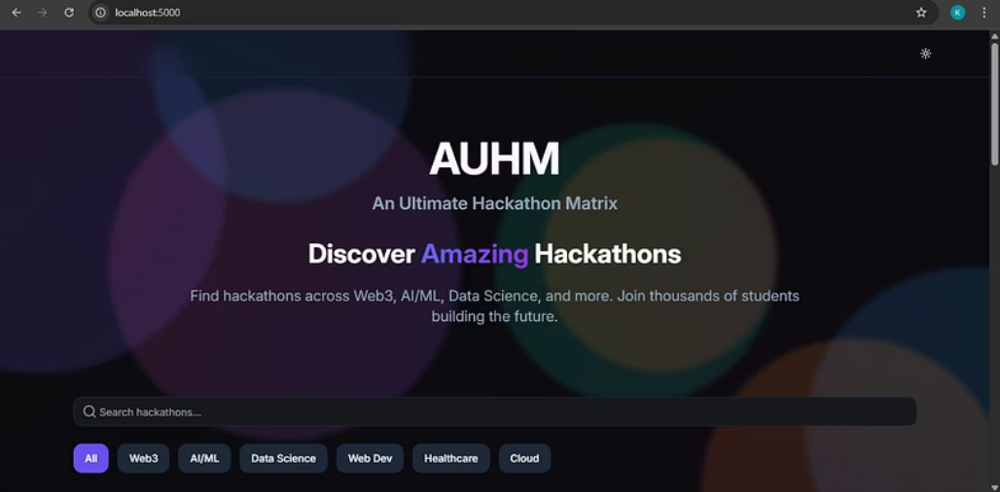 localhost:5000
K
AUHM
An Ultimate Hackathon Matrix
Discover Amazing Hackathons
Find hackathons across Web3, AI/ML, Data Science, and more. Join thousands of students
building the future.
Search hackathons...
All Web3 AI/ML Data Science Web Dev Healthcare Cloud